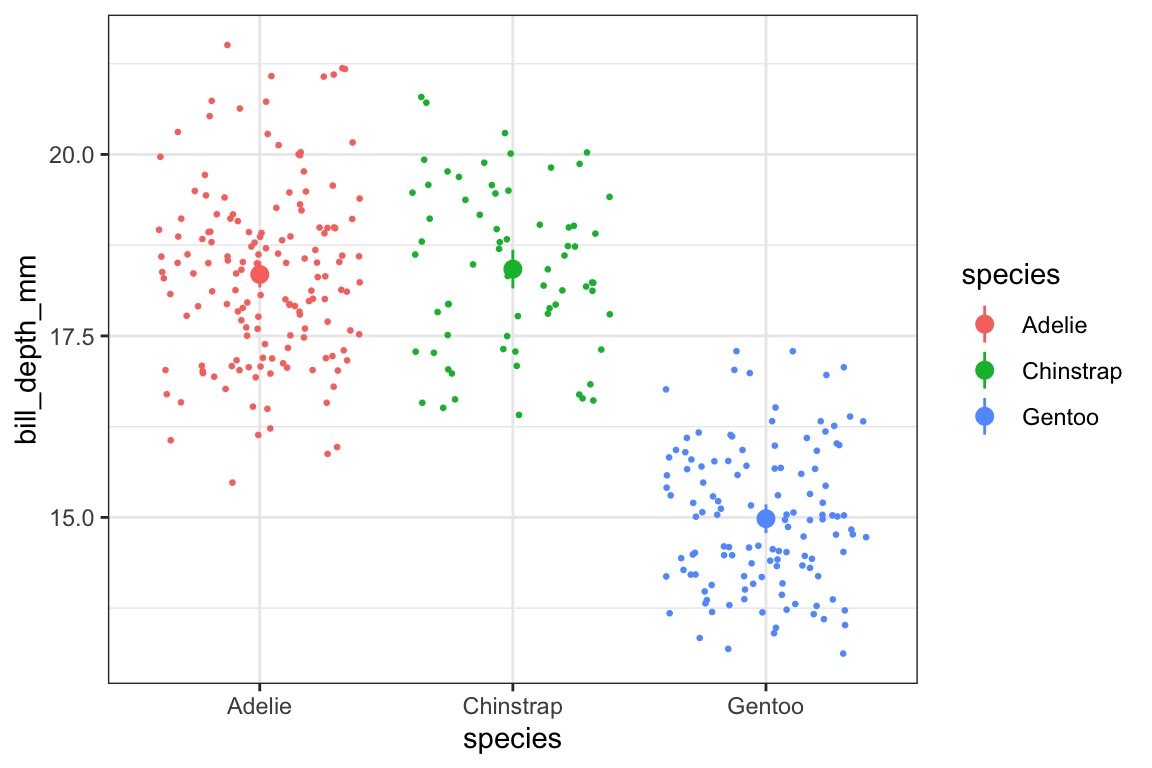 bill_depth_mm
20.0
17.5
15.0
Adelie
Chinstrap
Gentoo
species
species
Adelie
Chinstrap
Gentoo